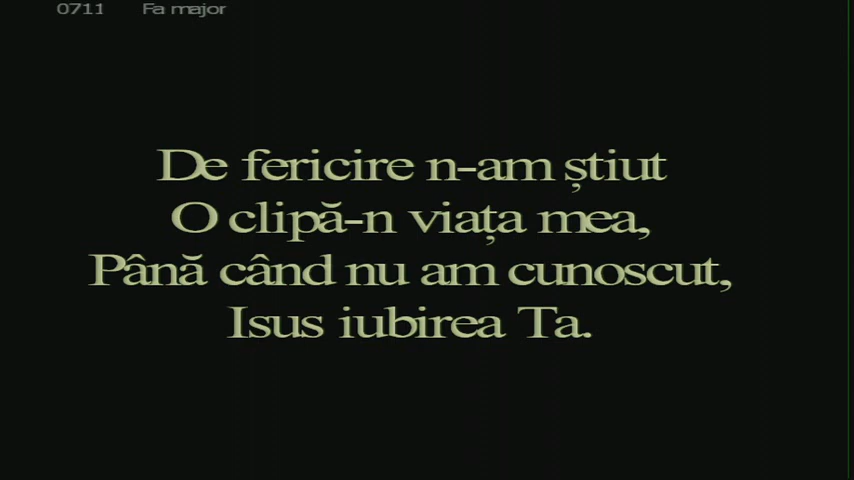 0711 Fa major
De fericire n-am știut
O clipă-n viața mea,
Până când nu am cunoscut,
Isus iubirea Ta.